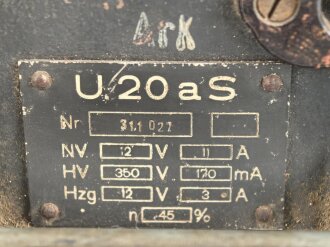 Ark
U.20aS
Nr 311 027
NV. 12 V 11 A
HV 350 V. 170 mA
Hzg. 12 V 3 A
η 45 %